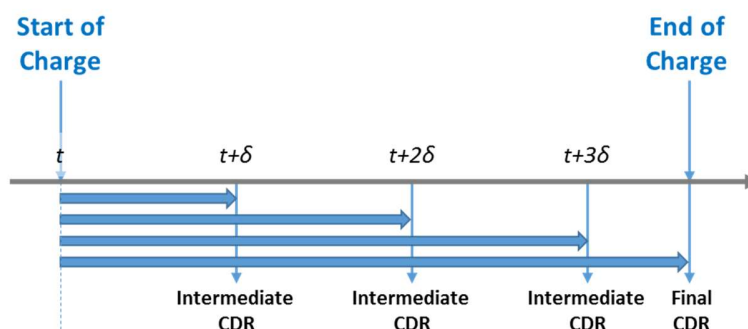 Start of
Charge
End of
Charge
t
t+δ
t+2δ
t+3δ
Intermediate
CDR
Intermediate
CDR
Intermediate
CDR
Final
CDR